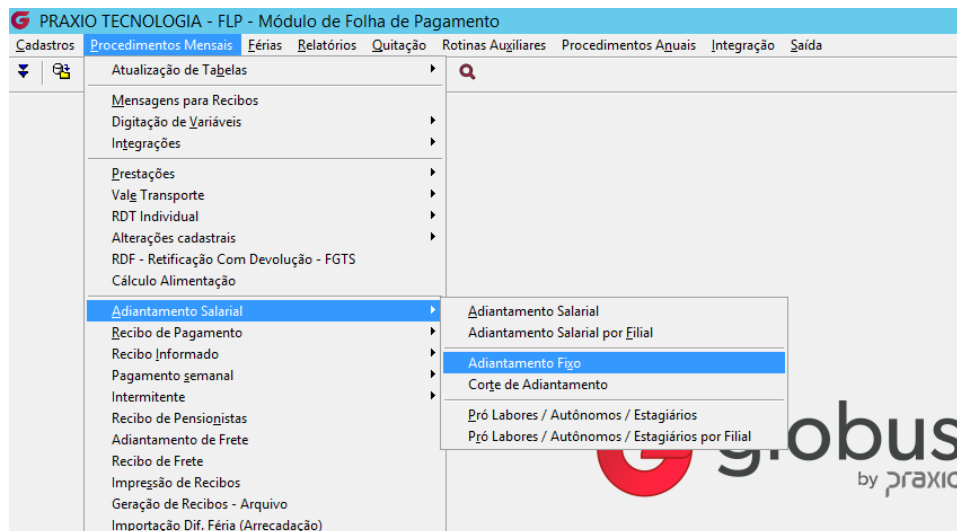 PRAXIO TECNOLOGIA - FLP - Módulo de Folha de Pagamento
Cadastros Procedimentos Mensais Férias Relatórios Quitação Rotinas Auxiliares Procedimentos Anuais Integração Saída
Atualização de Tabelas
Mensagens para Recibos
Digitação de Variáveis
Integrações
Prestações
Vale Transporte
RDT Individual
Alterações cadastrais
RDF - Retificação Com Devolução - FGTS
Cálculo Alimentação
Adiantamento Salarial
Recibo de Pagamento
Recibo Informado
Pagamento semanal
Intermitente
Recibo de Pensionistas
Adiantamento de Frete
Recibo de Frete
Impressão de Recibos
Geração de Recibos - Arquivo
Importação Dif. Féria (Arrecadação)
Adiantamento Salarial
Adiantamento Salarial por Filial
Adiantamento Fixo
Corte de Adiantamento
Pró Labores / Autônomos / Estagiários
Pró Labores / Autônomos / Estagiários por Filial
globus
by praxio